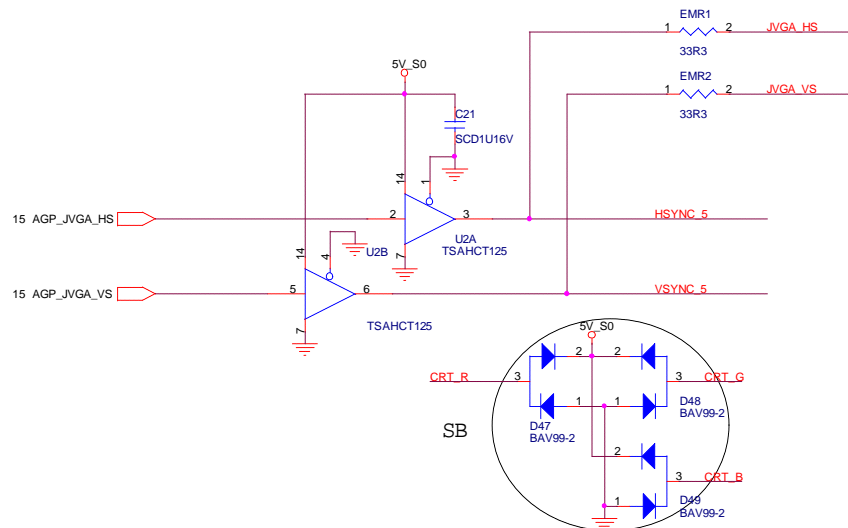 EMR1
1 2 JVGA_HS
33R3
EMR2
1 2 JVGA_VS
33R3
5V_S0
C21
SCD1U16V
14
1
15 AGP_JVGA_HS
2
3
HSYNC_5
U2A
TSAHCT125
7
14
4
U2B
15 AGP_JVGA_VS
5
6
VSYNC_5
TSAHCT125
7
5V_S0
2 2
CRT_R 3
3 CRT_G
1 1
D47
BAV99-2
D48
BAV99-2
SB
2
3 CRT_B
1
D49
BAV99-2